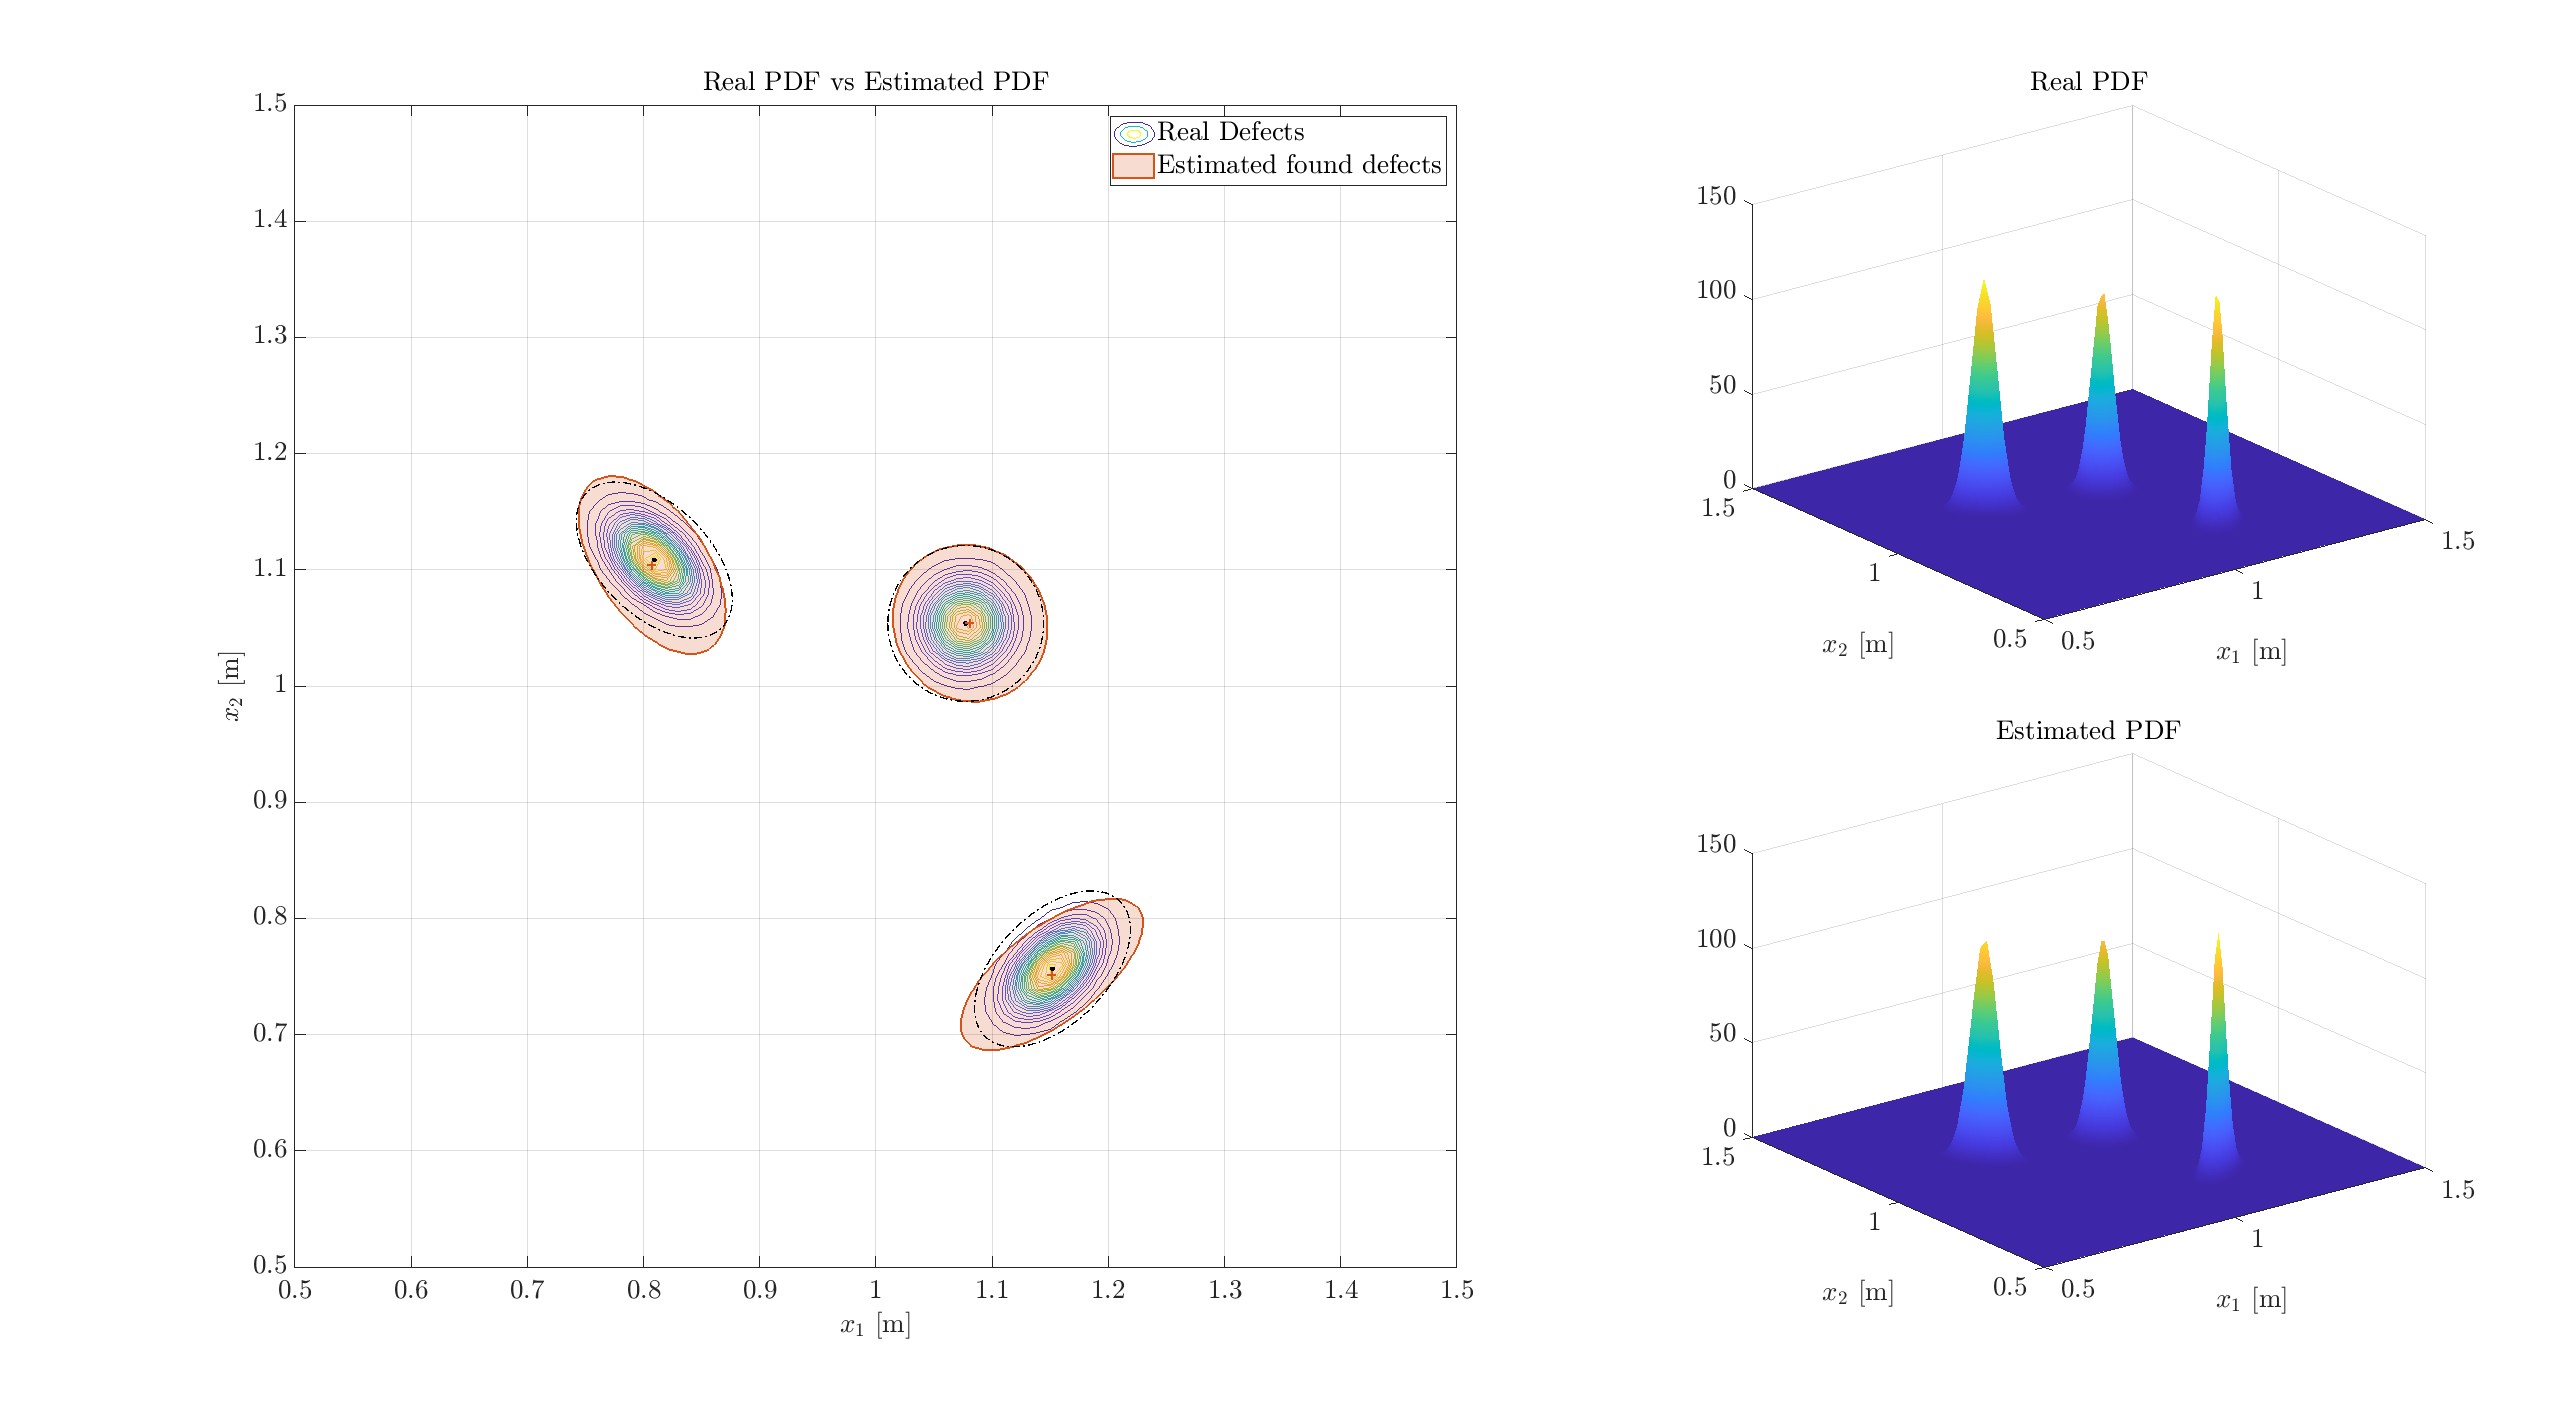 Real PDF vs Estimated PDF
Real Defects
Estimated found defects
1.5
1.4
1.3
1.2
1.1
1
0.9
0.8
0.7
0.6
0.5
x₂ [m]
0.5 0.6 0.7 0.8 0.9 1 1.1 1.2 1.3 1.4 1.5
x₁ [m]
Real PDF
150
100
50
0
1.5
1
0.5
x₂ [m]
0.5
1
1.5
x₁ [m]
Estimated PDF
150
100
50
0
1.5
1
0.5
x₂ [m]
0.5
1
1.5
x₁ [m]